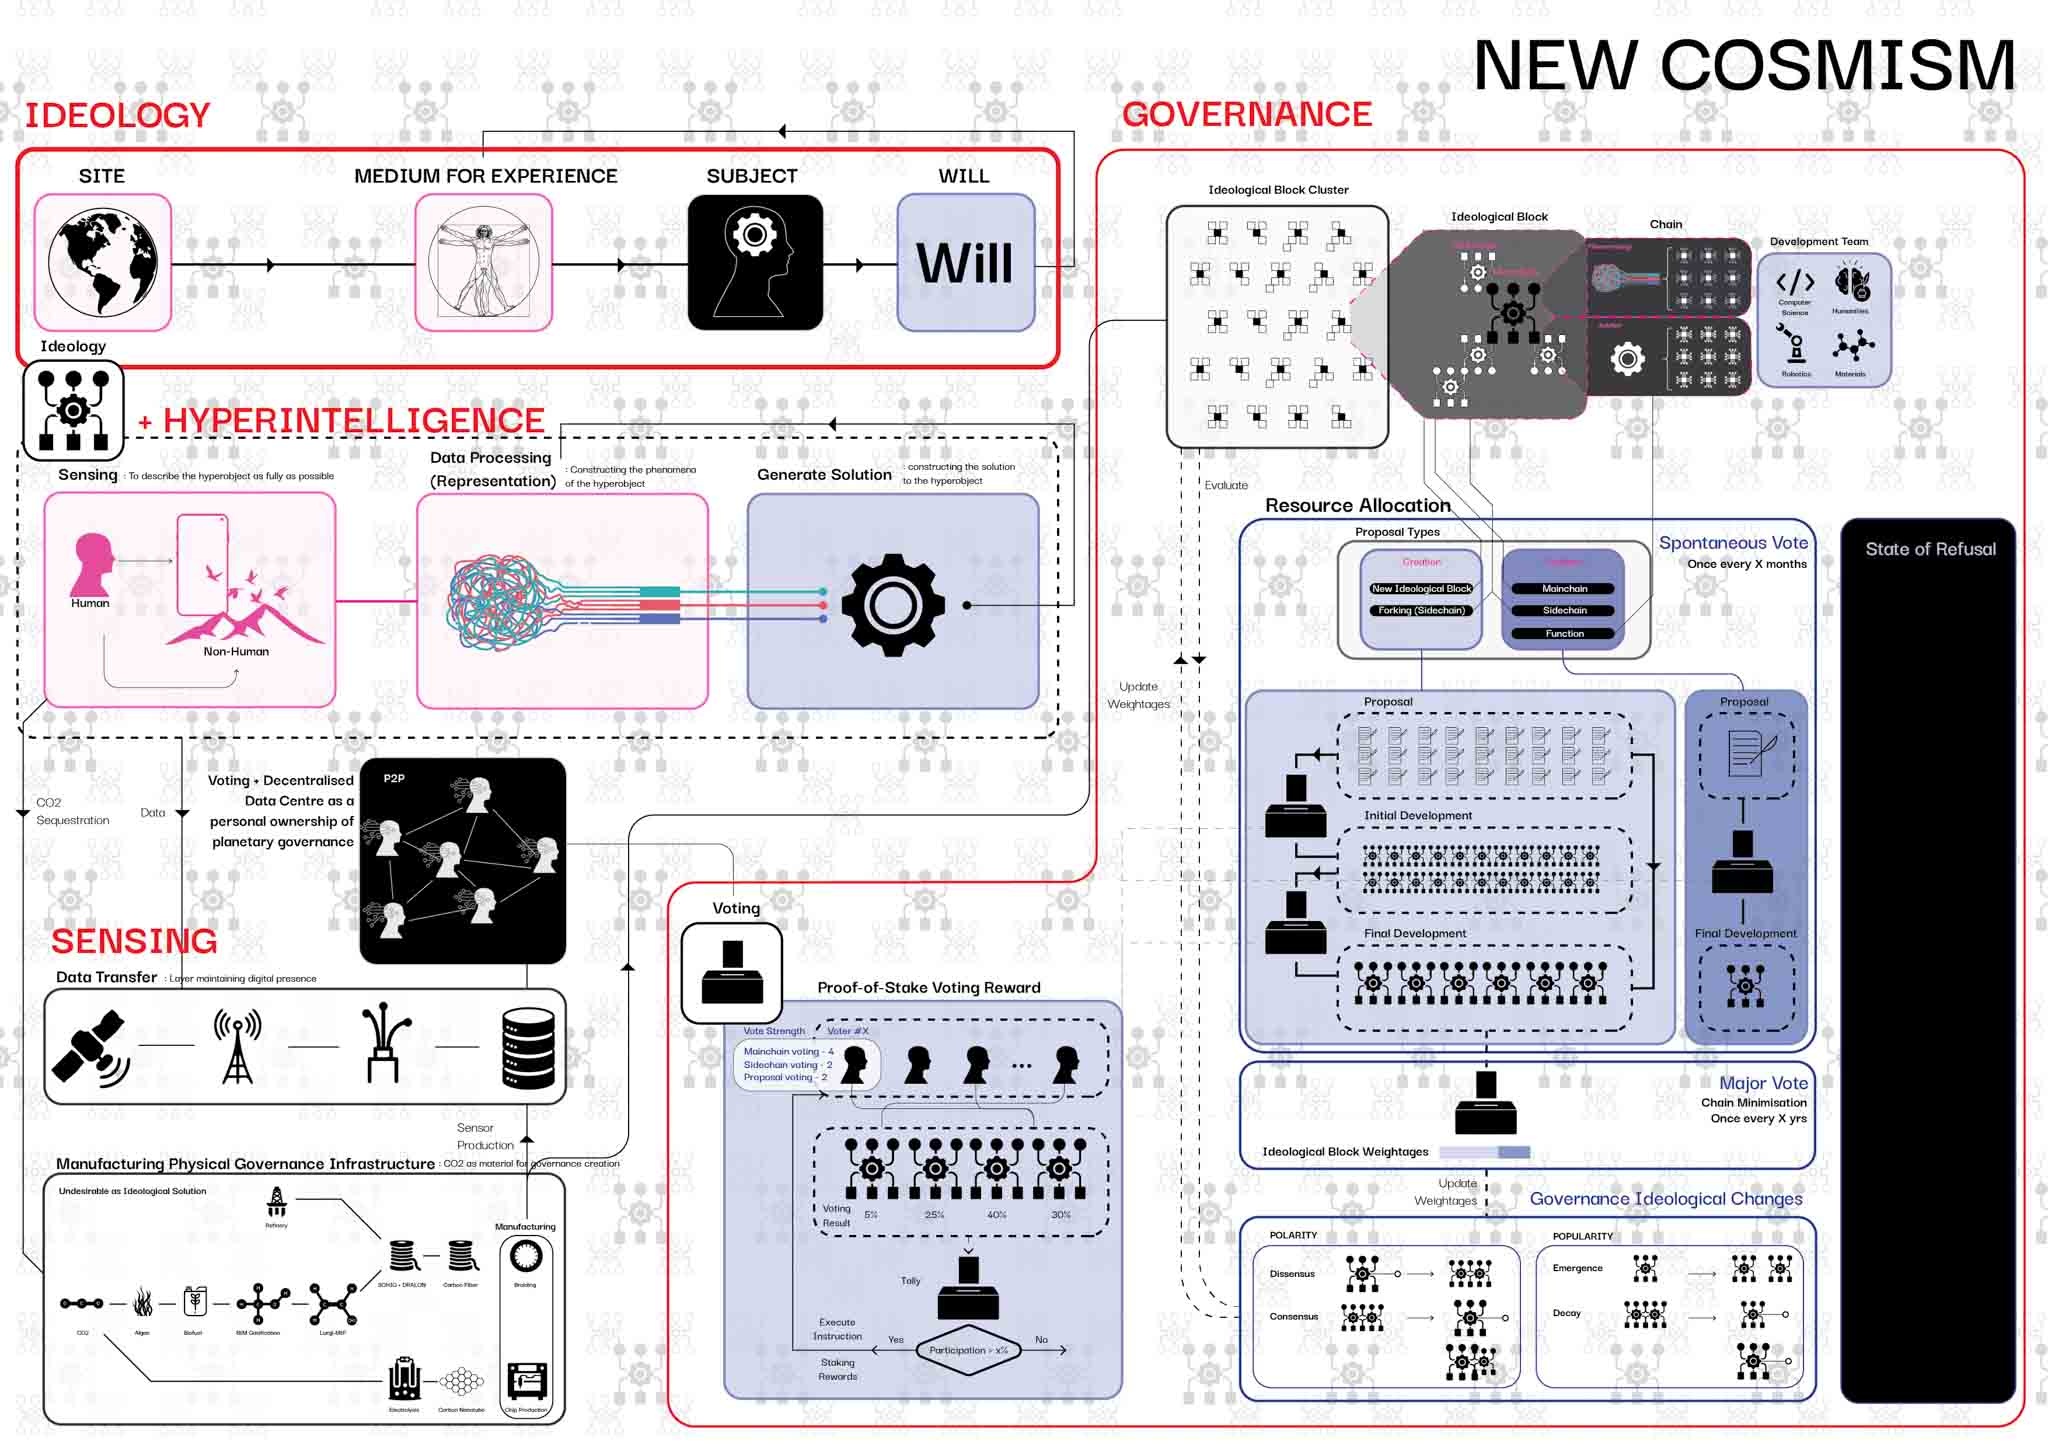 NEW COSMISM
IDEOLOGY
SITE
MEDIUM FOR EXPERIENCE
SUBJECT
WILL
Will
Ideology
+ HYPERINTELLIGENCE
Sensing : To describe the hyperobject as fully as possible
Human
Non-Human
Data Processing
(Representation)
: Constructing the phenomena
of the hyperobject
Generate Solution
: constructing the solution
to the hyperobject
CO2
Sequestration
Data
Voting + Decentralised
Data Centre as a
personal ownership of
planetary governance
P2P
SENSING
Data Transfer : Layer maintaining digital presence
Sensor
Production
Manufacturing Physical Governance Infrastructure : CO2 as material for governance creation
Undesirable as Ideological Solution
Refinery
Manufacturing
SOHIO + DRALON
Carbon Fiber
Braiding
CO2
Algae
Biofuel
Lurgi-MtP
Electrolysis
Carbon Nanotube
Chip Production
GOVERNANCE
Ideological Block Cluster
Ideological Block
Chain
Development Team
Computer
Science
Humanities
Robotics
Materials
Evaluate
Update
Weightages
Resource Allocation
Proposal Types
Creation
New Ideological Block
Forking (Sidechain)
Mainchain
Sidechain
Function
Spontaneous Vote
Once every X months
Proposal
Initial Development
Final Development
Proposal
Final Development
State of Refusal
Major Vote
Chain Minimisation
Once every X yrs
Ideological Block Weightages
Update
Weightages
Governance Ideological Changes
POLARITY
Dissensus
Consensus
POPULARITY
Emergence
Decay
Voting
Proof-of-Stake Voting Reward
Vote Strength
Voter #X
Mainchain voting - 4
Sidechain voting - 2
Proposal voting - 2
Voting
Result
5%
25%
40%
30%
Tally
Execute
Instruction
Yes
Participation > x%
No
Staking
Rewards